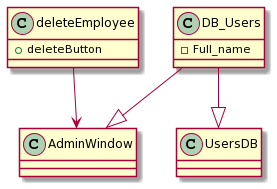 C deleteEmployee
deleteButton
C DB_Users
Full_name
C AdminWindow
C UsersDB